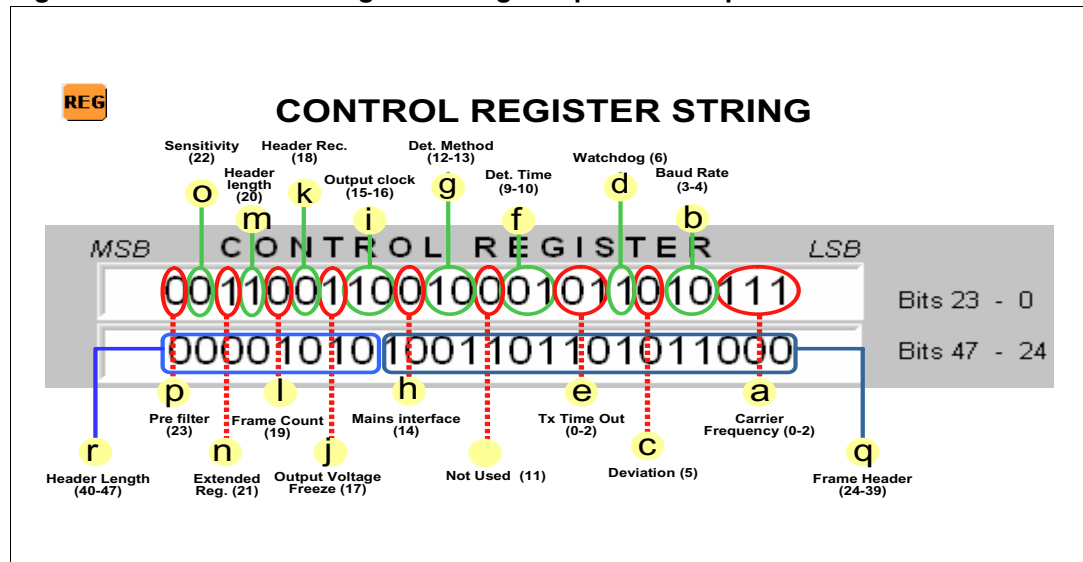 REG
CONTROL REGISTER STRING
Sensitivity
(22)
Header Rec.
(18)
Det. Method
(12-13)
Watchdog (6)
Header
length
(20)
Output clock
(15-16)
Det. Time
(9-10)
Baud Rate
(3-4)
o m k i g f d b
MSB CONTROL REGISTER LSB
001100110010001011010111 Bits 23 - 0
000010101001101101011000 Bits 47 - 24
p l h e a
Pre filter
(23)
Frame Count
(19)
Mains interface
(14)
Tx Time Out
(0-2)
Carrier
Frequency (0-2)
r n j c q
Header Length
(40-47)
Extended
Reg. (21)
Output Voltage
Freeze (17)
Not Used (11)
Deviation (5)
Frame Header
(24-39)